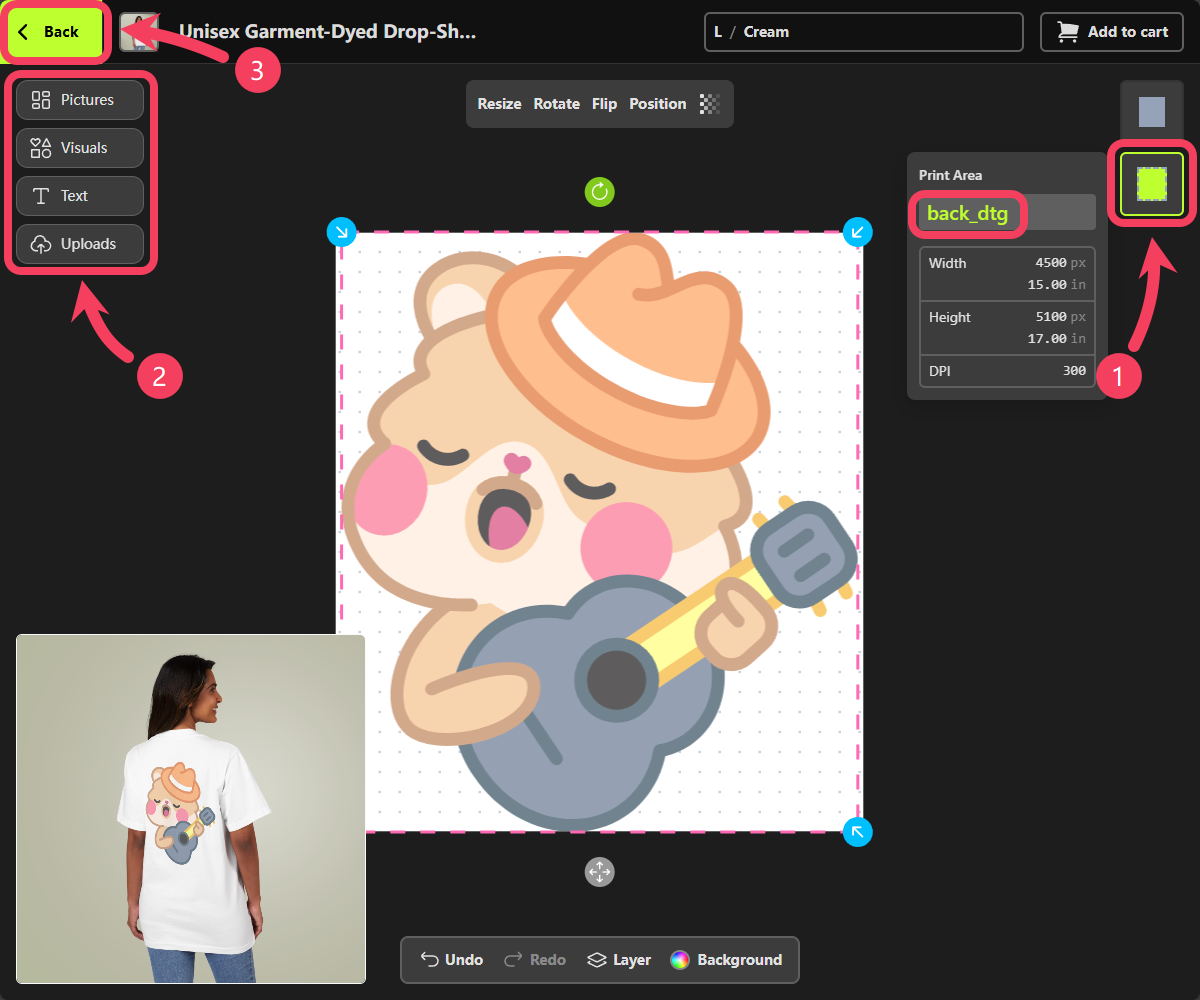 Back
Unisex Garment-Dyed Drop-Sh...
L / Cream
Add to cart
3
Pictures
Visuals
Text
Uploads
2
Resize Rotate Flip Position
Print Area
back_dtg
Width 4500 px
15.00 in
Height 5100 px
17.00 in
DPI 300
1
Undo Redo Layer Background